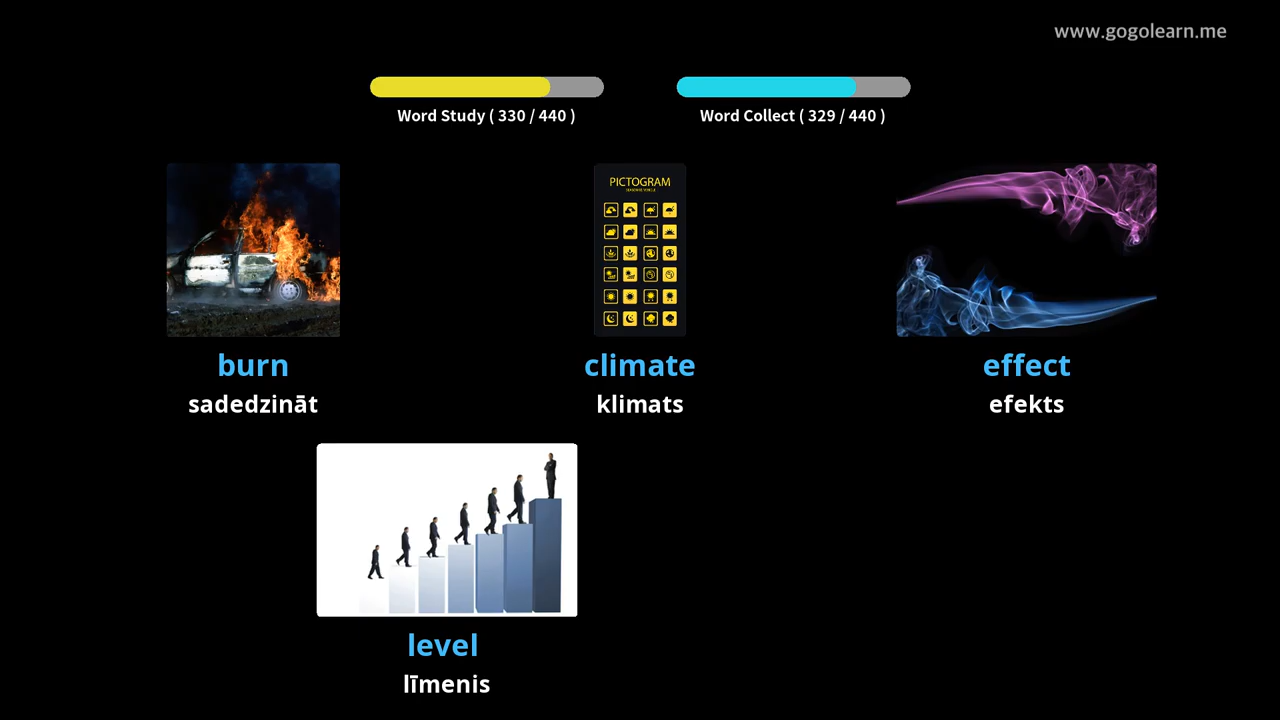 www.gogolearn.me
Word Study ( 330 / 440 )
Word Collect ( 329 / 440 )
PICTOGRAM
burn
sadedzināt
climate
klimats
effect
efekts
level
līmenis